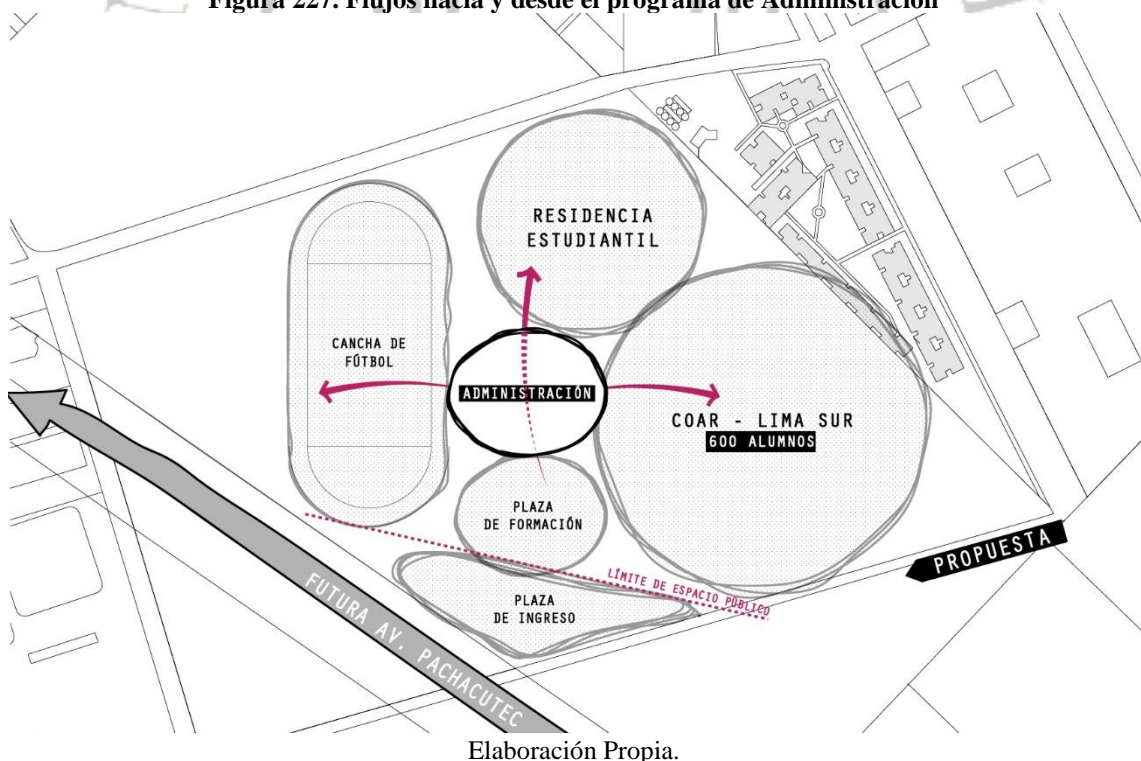 Figura 227. Flujos hacia y desde el programa de Administración
RESIDENCIA
ESTUDIANTIL
CANCHA DE
FÚTBOL
ADMINISTRACIÓN
COAR - LIMA SUR
600 ALUMNOS
PLAZA
DE FORMACIÓN
PROPUESTA
LÍMITE DE ESPACIO PÚBLICO
PLAZA
DE INGRESO
FUTURA AV. PACHACUTEC
Elaboración Propia.